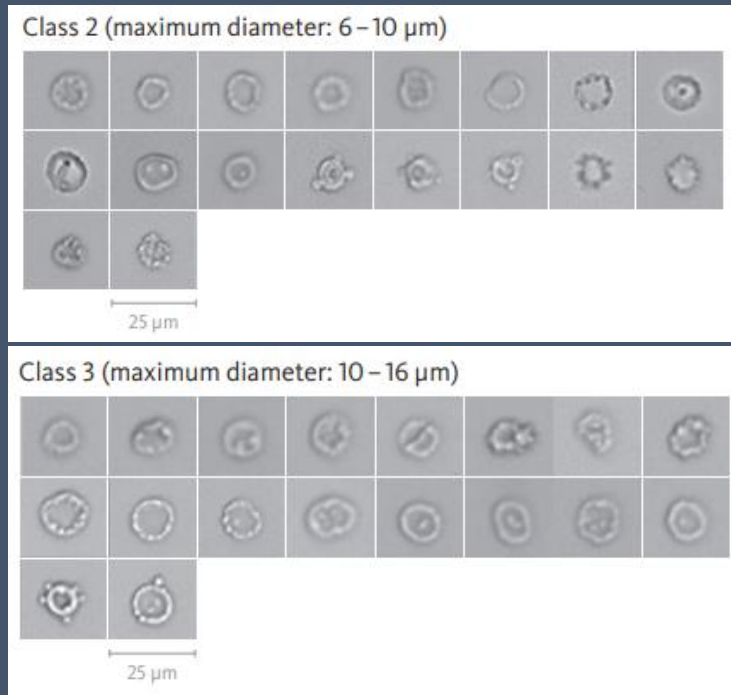 Class 2 (maximum diameter: 6–10 µm)
25 µm
Class 3 (maximum diameter: 10–16 µm)
25 µm